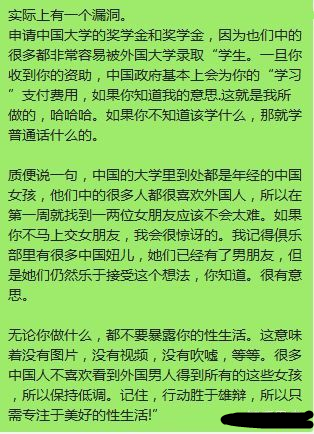 实际上有一个漏洞。
申请中国大学的奖学金和奖学金，因为也们中的
很多都非常容易被外国大学录取“学生。一旦你
收到你的资助，中国政府基本上会为你的“学习
”支付费用，如果你知道我的意思.这就是我所
做的，哈哈哈。如果你不知道该学什么，那就学
普通话什么的。
质便说一句，中国的大学里到处都是年经的中国
女孩，他们中的很多人都很喜欢外国人，所以在
第一周就找到一两位女朋友应该不会太难。如果
你不马上交女朋友，我会很惊讶的。我记得俱乐
部里有很多中国妞儿，她们已经有了男朋友，但
是她们仍然乐于接受这个想法，你知道。很有意
思。
无论你做什么，都不要暴露你的性生活。这意味
着没有图片，没有视频，没有吹嘘，等等。很多
中国人不喜欢看到外国男人得到所有的这些女孩
，所以保持低调。记住，行动胜于雄辩，所以只
需专注于美好的性生活!”